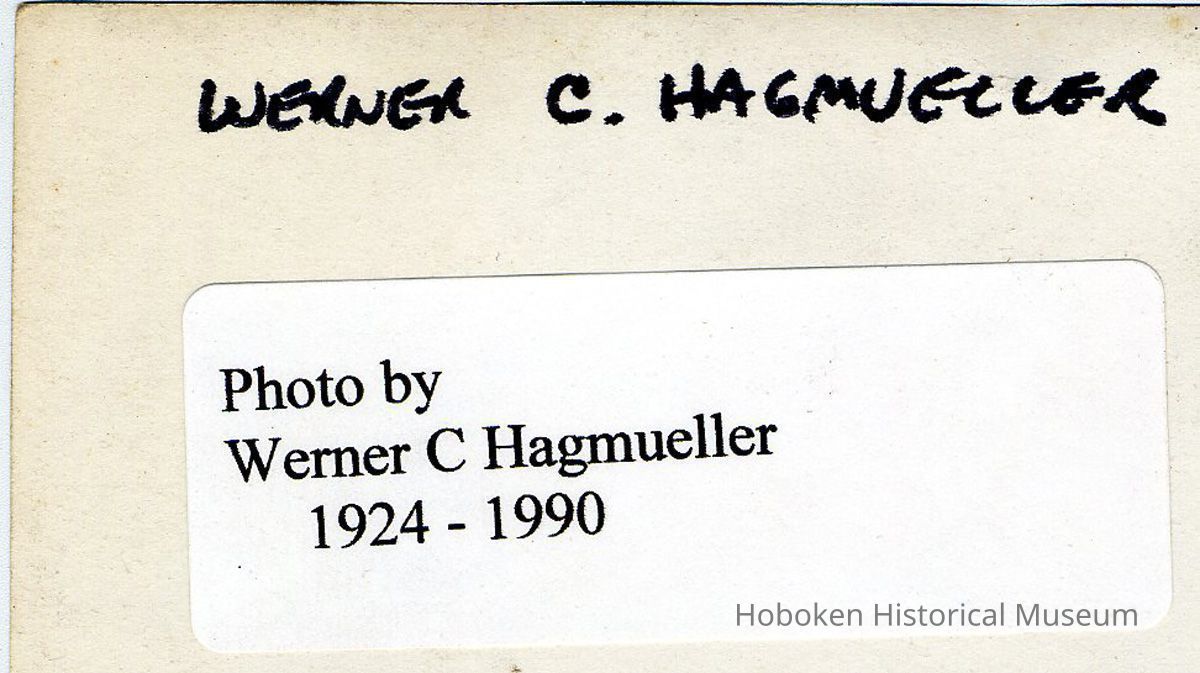 WERNER C. HAGMUELLER
Photo by
Werner C Hagmueller
1924 - 1990
Hoboken Historical Museum